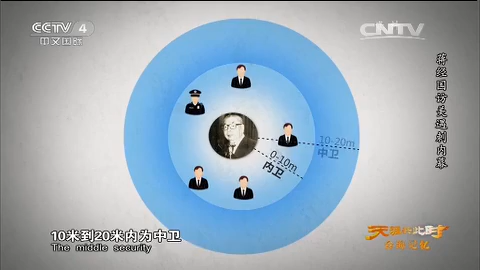 CCTV 4
中文国际
CNTV
蒋经国访美遇刺内幕
10-20m
中卫
0-10m
内卫
10米到20米内为中卫
The middle security
天涯共此时